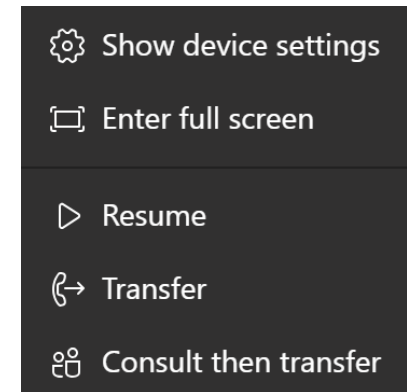 Show device settings
Enter full screen
Resume
Transfer
Consult then transfer